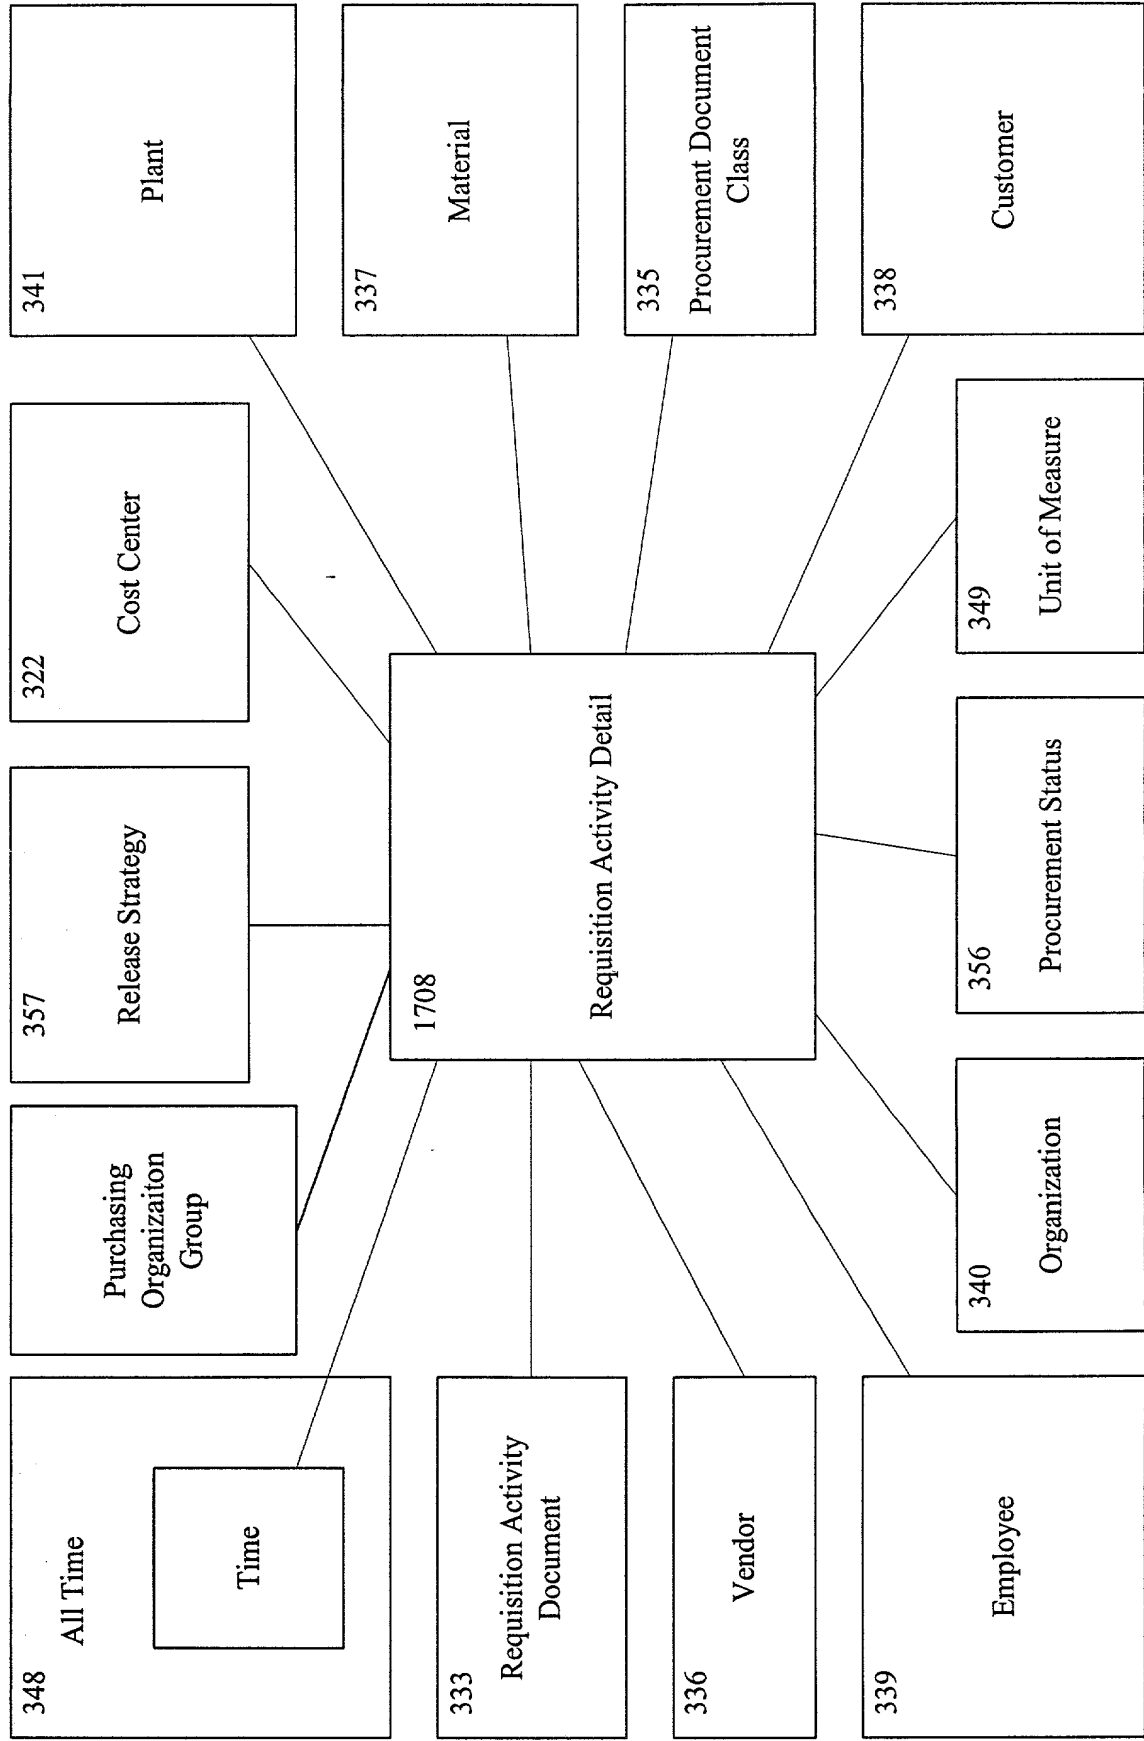 348
All Time
Time
Purchasing
Organizaiton
Group
357
Release Strategy
322
Cost Center
341
Plant
333
Requisition Activity
Document
1708
Requisition Activity Detail
337
Material
336
Vendor
335
Procurement Document
Class
339
Employee
340
Organization
356
Procurement Status
349
Unit of Measure
338
Customer